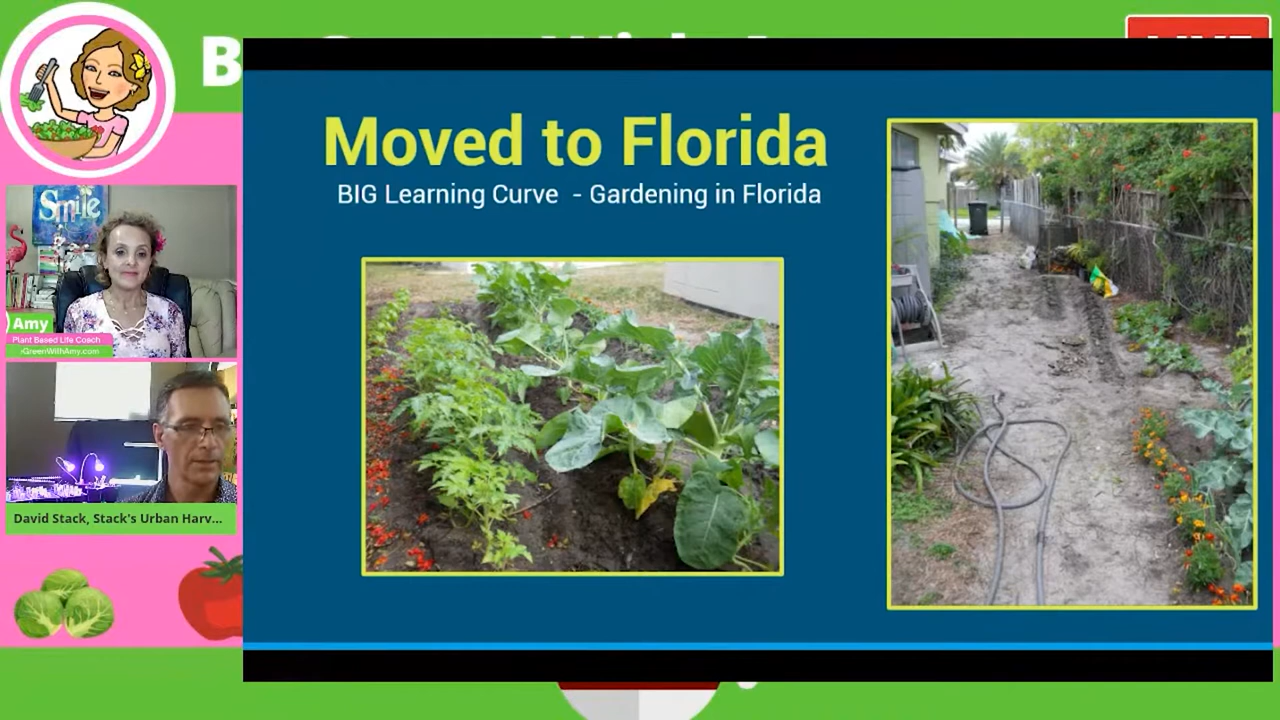 Moved to Florida
BIG Learning Curve - Gardening in Florida
Smile
Amy
Plant Based Life Coach
GreenWithAmy.com
David Stack, Stack's Urban Harv...